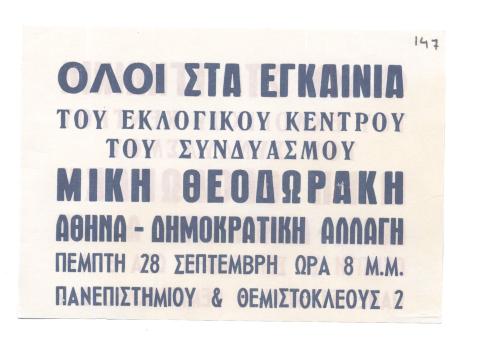 147
ΟΛΟΙ ΣΤΑ ΕΓΚΑΙΝΙΑ
ΤΟΥ ΕΚΛΟΓΙΚΟΥ ΚΕΝΤΡΟΥ
ΤΟΥ ΣΥΝΔΥΑΣΜΟΥ
ΜΙΚΗ ΘΕΟΔΩΡΑΚΗ
ΑΘΗΝΑ - ΔΗΜΟΚΡΑΤΙΚΗ ΑΛΛΑΓΗ
ΠΕΜΠΤΗ 28 ΣΕΠΤΕΜΒΡΗ ΩΡΑ 8 Μ.Μ.
ΠΑΝΕΠΙΣΤΗΜΙΟΥ & ΘΕΜΙΣΤΟΚΛΕΟΥΣ 2